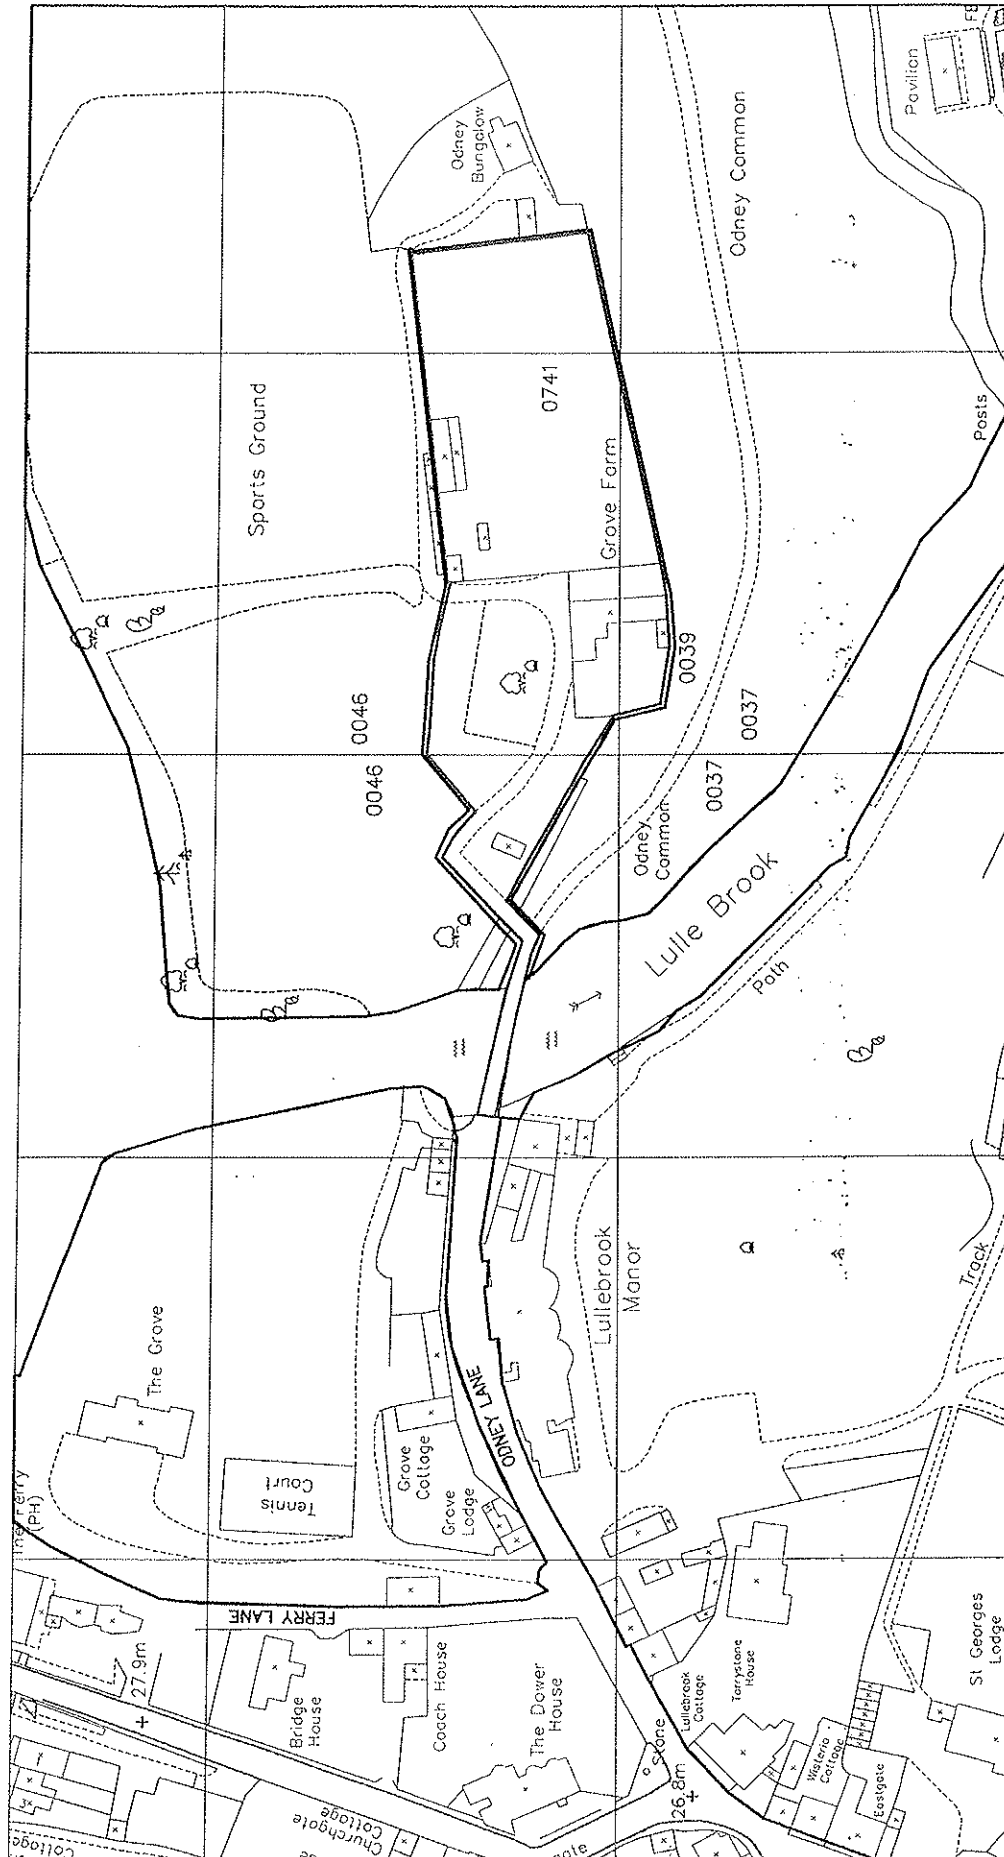 Pavilion
FB
Odney
Bungalow
Odney Common
Sports Ground
0741
Posts
Grove Farm
0039
0046
0046
0037
0037
Odney
Common
Lulle Brook
Path
Lullebrook
Manor
Track
The Grove
ODNEY LANE
Tennis
Court
Grove
Cottage
Grove
Lodge
Ferry
(PH)
FERRY LANE
27.9m
Bridge
House
Coach House
The Dower
House
Stone
26.8m
Lullebrook
Cottage
Tarrystone
House
St Georges
Lodge
Wisteria
Cottage
Eastgate
Churchgate
Cottage
Cottage